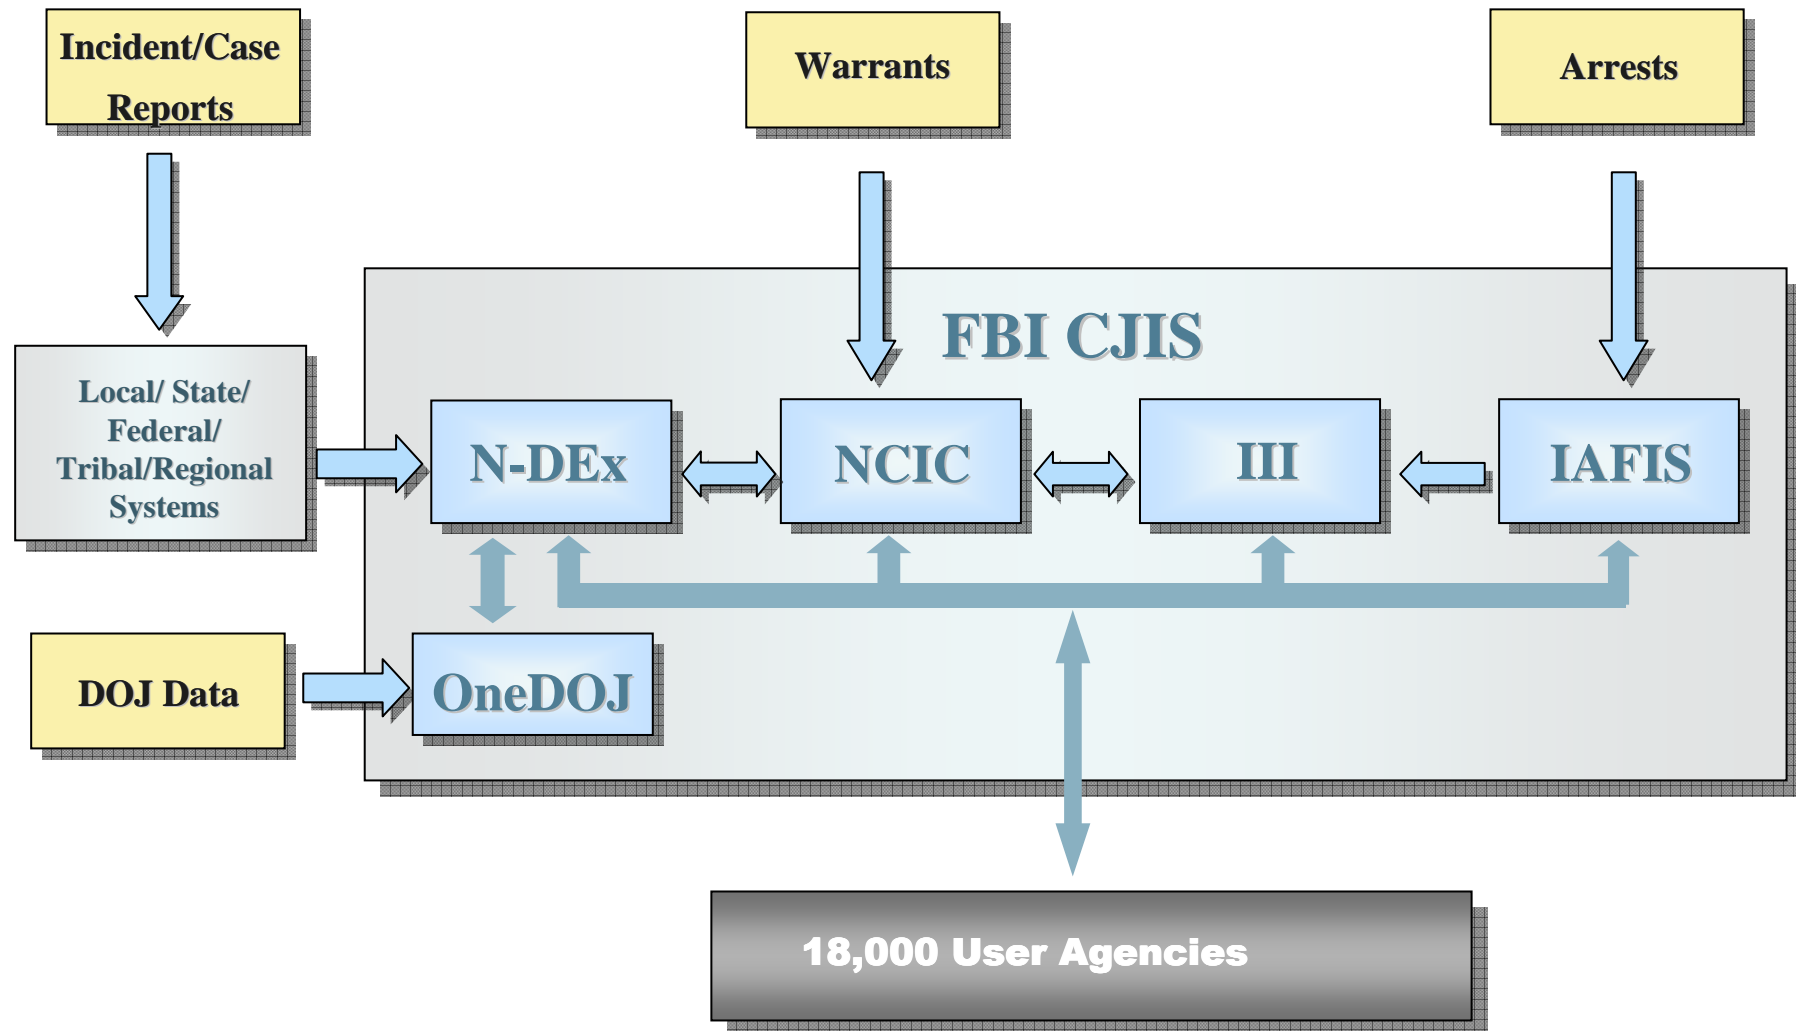 Incident/Case
Reports
Warrants
Arrests
FBI CJIS
Local/ State/
Federal/
Tribal/Regional
Systems
N-DEx
NCIC
III
IAFIS
DOJ Data
OneDOJ
18,000 User Agencies